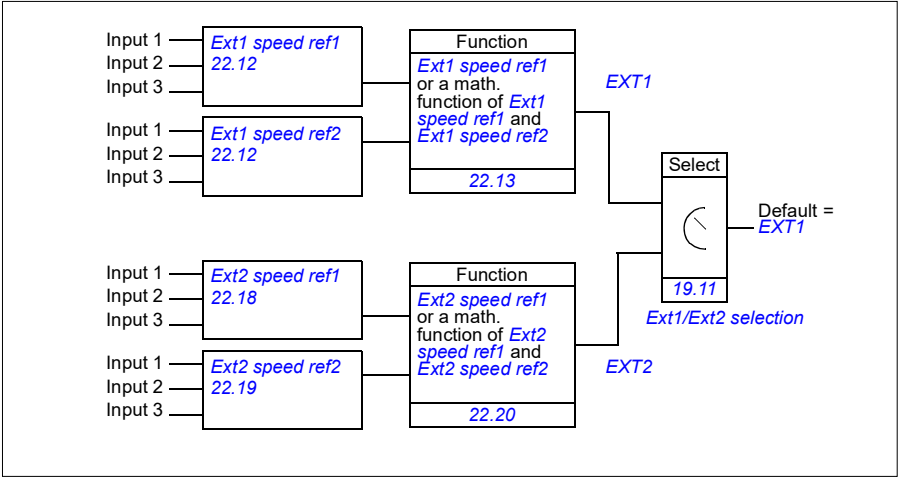 Input 1
Input 2
Input 3
Ext1 speed ref1
22.12
Input 1
Input 2
Input 3
Ext1 speed ref2
22.12
Function
Ext1 speed ref1
or a math.
function of Ext1
speed ref1 and
Ext1 speed ref2
22.13
EXT1
Input 1
Input 2
Input 3
Ext2 speed ref1
22.18
Input 1
Input 2
Input 3
Ext2 speed ref2
22.19
Function
Ext2 speed ref1
or a math.
function of Ext2
speed ref1 and
Ext2 speed ref2
22.20
EXT2
Select
19.11
Ext1/Ext2 selection
Default =
EXT1